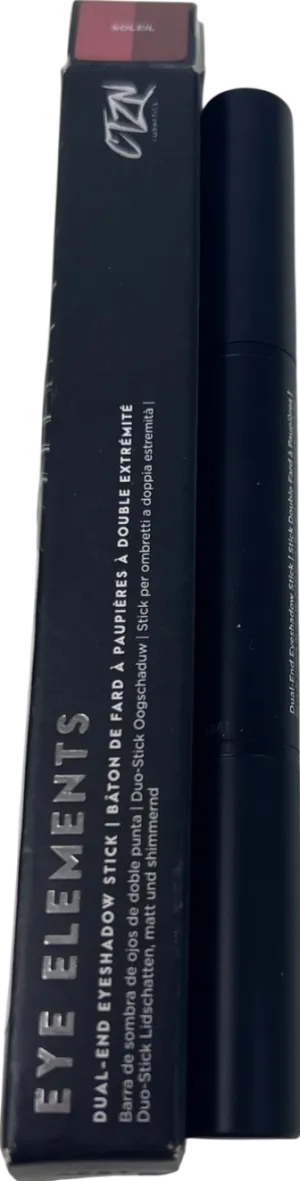 SOLEIL
CTZN
COSMETICS
EYE ELEMENTS
DUAL-END EYESHADOW STICK | BÂTON DE FARD À PAUPIÈRES À DOUBLE EXTRÉMITÉ
Barra de sombra de ojos de doble punta | Duo-Stick Oogschaduw | Stick per ombretti a doppia estremità |
Duo-Stick Lidschatten, matt und shimmernd
Dual-End Eyeshadow Stick | Stick Double Fard à Paupières |